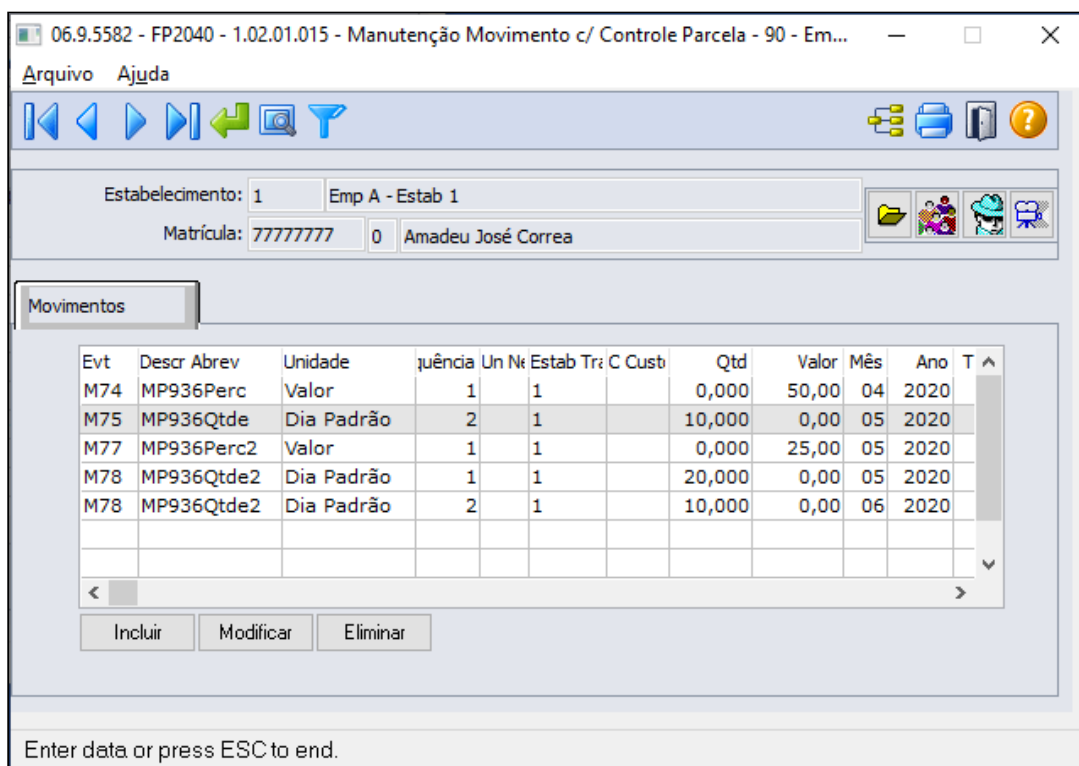 06.9.5582 - FP2040 - 1.02.01.015 - Manutenção Movimento c/ Controle Parcela - 90 - Em...
Arquivo Ajuda
?
Estabelecimento: 1 Emp A - Estab 1
Matrícula: 77777777 0 Amadeu José Correa
Movimentos
Evt Descr Abrev Unidade quência Un Ne Estab Tra C Custo Qtd Valor Mês Ano T
M74 MP936Perc Valor 1 1 0,000 50,00 04 2020
M75 MP936Qtde Dia Padrão 2 1 10,000 0,00 05 2020
M77 MP936Perc2 Valor 1 1 0,000 25,00 05 2020
M78 MP936Qtde2 Dia Padrão 1 1 20,000 0,00 05 2020
M78 MP936Qtde2 Dia Padrão 2 1 10,000 0,00 06 2020
Incluir Modificar Eliminar
Enter data or press ESC to end.